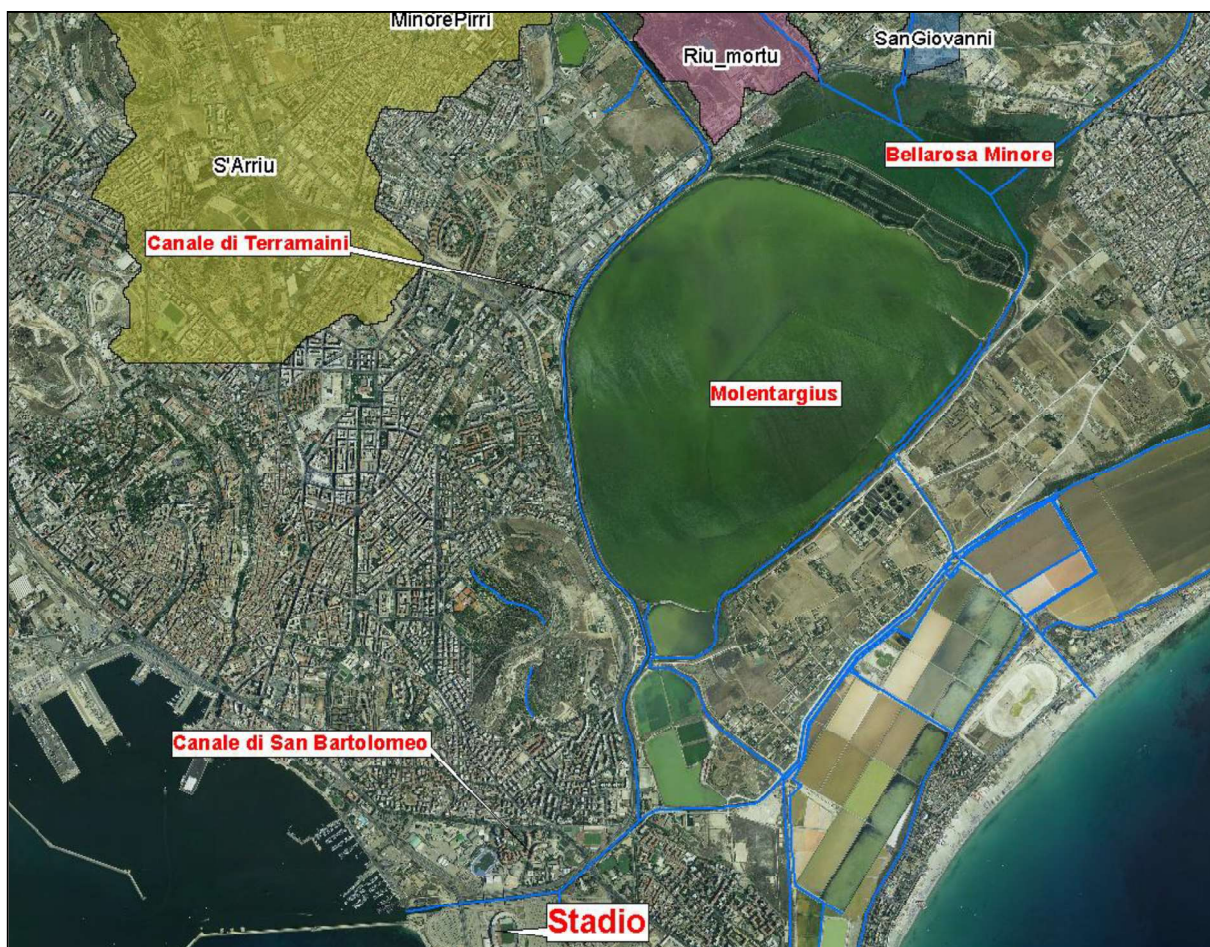 MinorePirri
Riu_mortu
SanGiovanni
S'Arriu
Bellarosa Minore
Canale di Terramaini
Molentargius
Canale di San Bartolomeo
Stadio